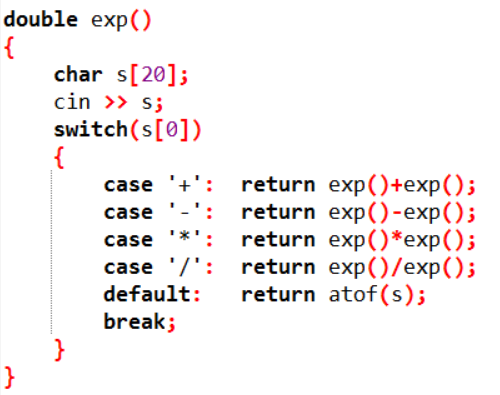 double exp()
{
    char s[20];
    cin >> s;
    switch(s[0])
    {
        case '+':  return exp()+exp();
        case '-':  return exp()-exp();
        case '*':  return exp()*exp();
        case '/':  return exp()/exp();
        default:   return atof(s);
        break;
    }
}